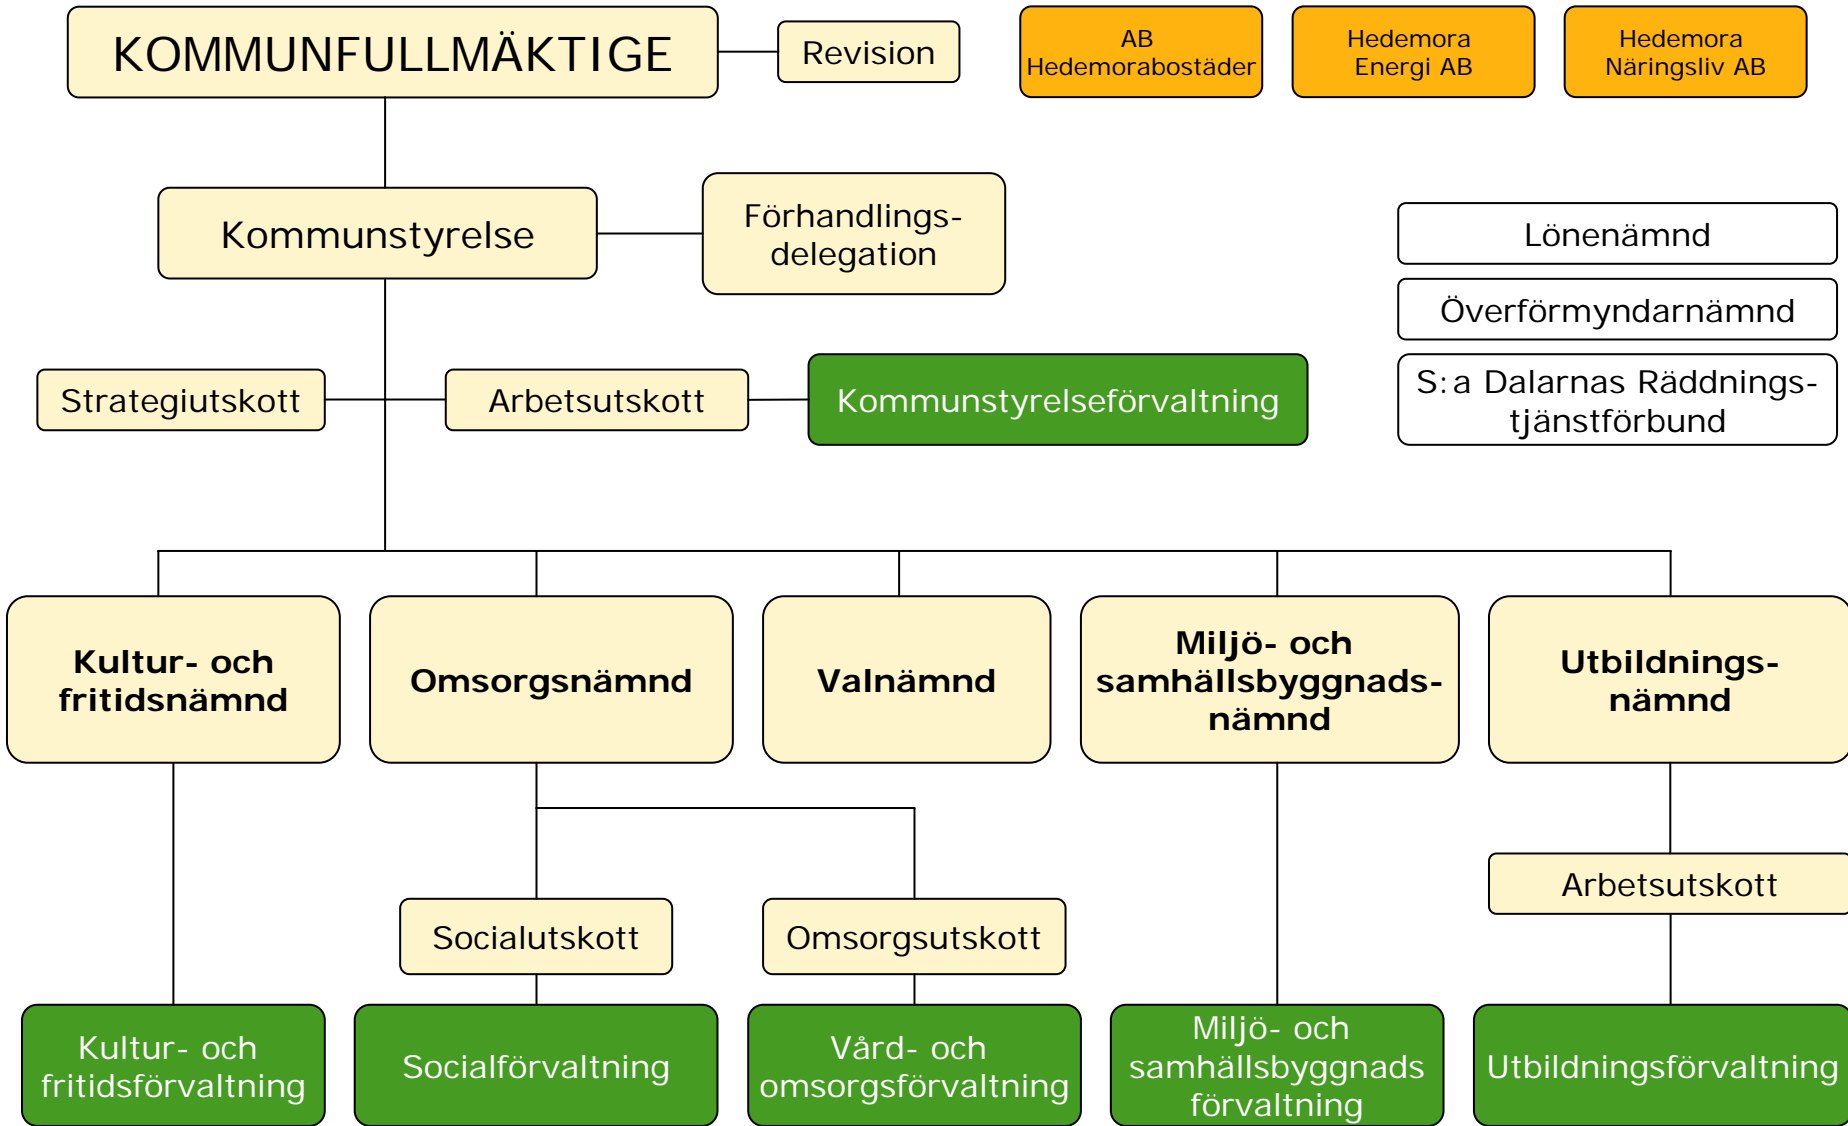 KOMMUNFULLMÄKTIGE
Revision
AB
Hedemorabostäder
Hedemora
Energi AB
Hedemora
Näringsliv AB
Kommunstyrelse
Förhandlings-
delegation
Lönenämnd
Överförmyndarnämnd
S:a Dalarnas Räddnings-
tjänstförbund
Strategiutskott
Arbetsutskott
Kommunstyrelseförvaltning
Kultur- och
fritidsnämnd
Omsorgsnämnd
Valnämnd
Miljö- och
samhällsbyggnads-
nämnd
Utbildnings-
nämnd
Arbetsutskott
Socialutskott
Omsorgsutskott
Kultur- och
fritidsförvaltning
Socialförvaltning
Vård- och
omsorgsförvaltning
Miljö- och
samhällsbyggnads
förvaltning
Utbildningsförvaltning